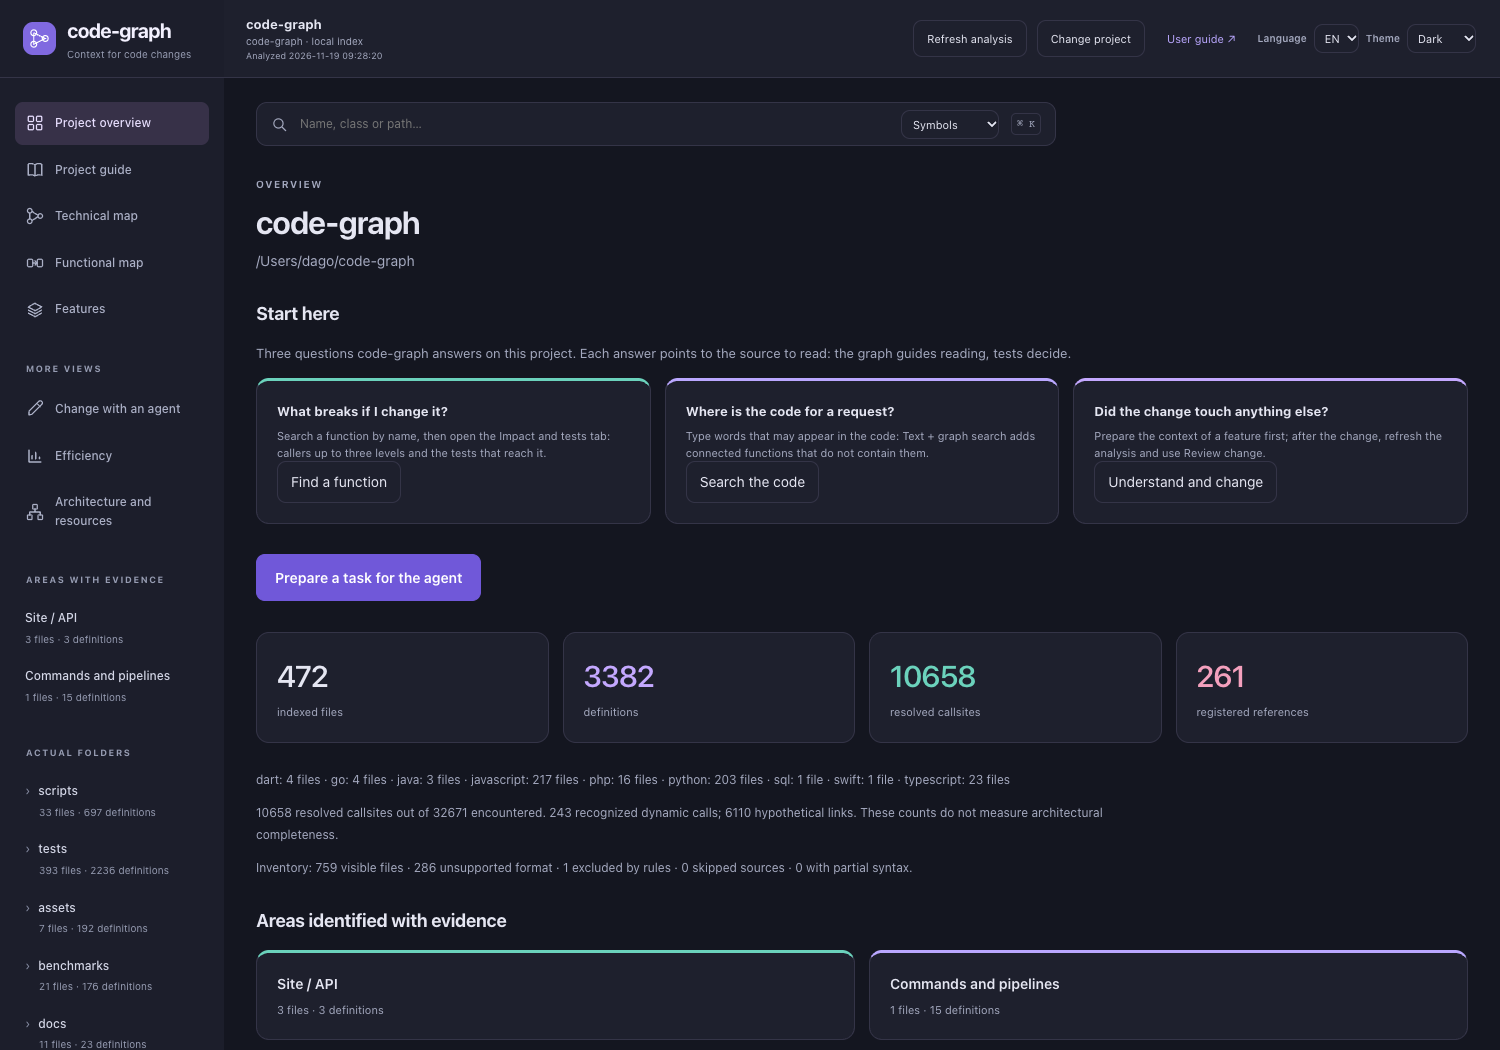 code-graph
Context for code changes
code-graph
code-graph · local index
Analyzed 2026-11-19 09:28:20
Refresh analysis
Change project
User guide ↗
Language
EN
Theme
Dark
Project overview
Project guide
Technical map
Functional map
Features
MORE VIEWS
Change with an agent
Efficiency
Architecture and
resources
AREAS WITH EVIDENCE
Site / API
3 files · 3 definitions
Commands and pipelines
1 files · 15 definitions
ACTUAL FOLDERS
› scripts
33 files · 697 definitions
› tests
393 files · 2236 definitions
› assets
7 files · 192 definitions
› benchmarks
21 files · 176 definitions
› docs
11 files · 23 definitions
Name, class or path...
Symbols
⌘ K
OVERVIEW
code-graph
/Users/dago/code-graph
Start here
Three questions code-graph answers on this project. Each answer points to the source to read: the graph guides reading, tests decide.
What breaks if I change it?
Search a function by name, then open the Impact and tests tab:
callers up to three levels and the tests that reach it.
Find a function
Where is the code for a request?
Type words that may appear in the code: Text + graph search adds
connected functions that do not contain them.
Search the code
Did the change touch anything else?
Prepare the context of a feature first; after the change, refresh the
analysis and use Review change.
Understand and change
Prepare a task for the agent
472
indexed files
3382
definitions
10658
resolved callsites
261
registered references
dart: 4 files · go: 4 files · java: 3 files · javascript: 217 files · php: 16 files · python: 203 files · sql: 1 file · swift: 1 file · typescript: 23 files
10658 resolved callsites out of 32671 encountered. 243 recognized dynamic calls; 6110 hypothetical links. These counts do not measure architectural
completeness.
Inventory: 759 visible files · 286 unsupported format · 1 excluded by rules · 0 skipped sources · 0 with partial syntax.
Areas identified with evidence
Site / API
3 files · 3 definitions
Commands and pipelines
1 files · 15 definitions